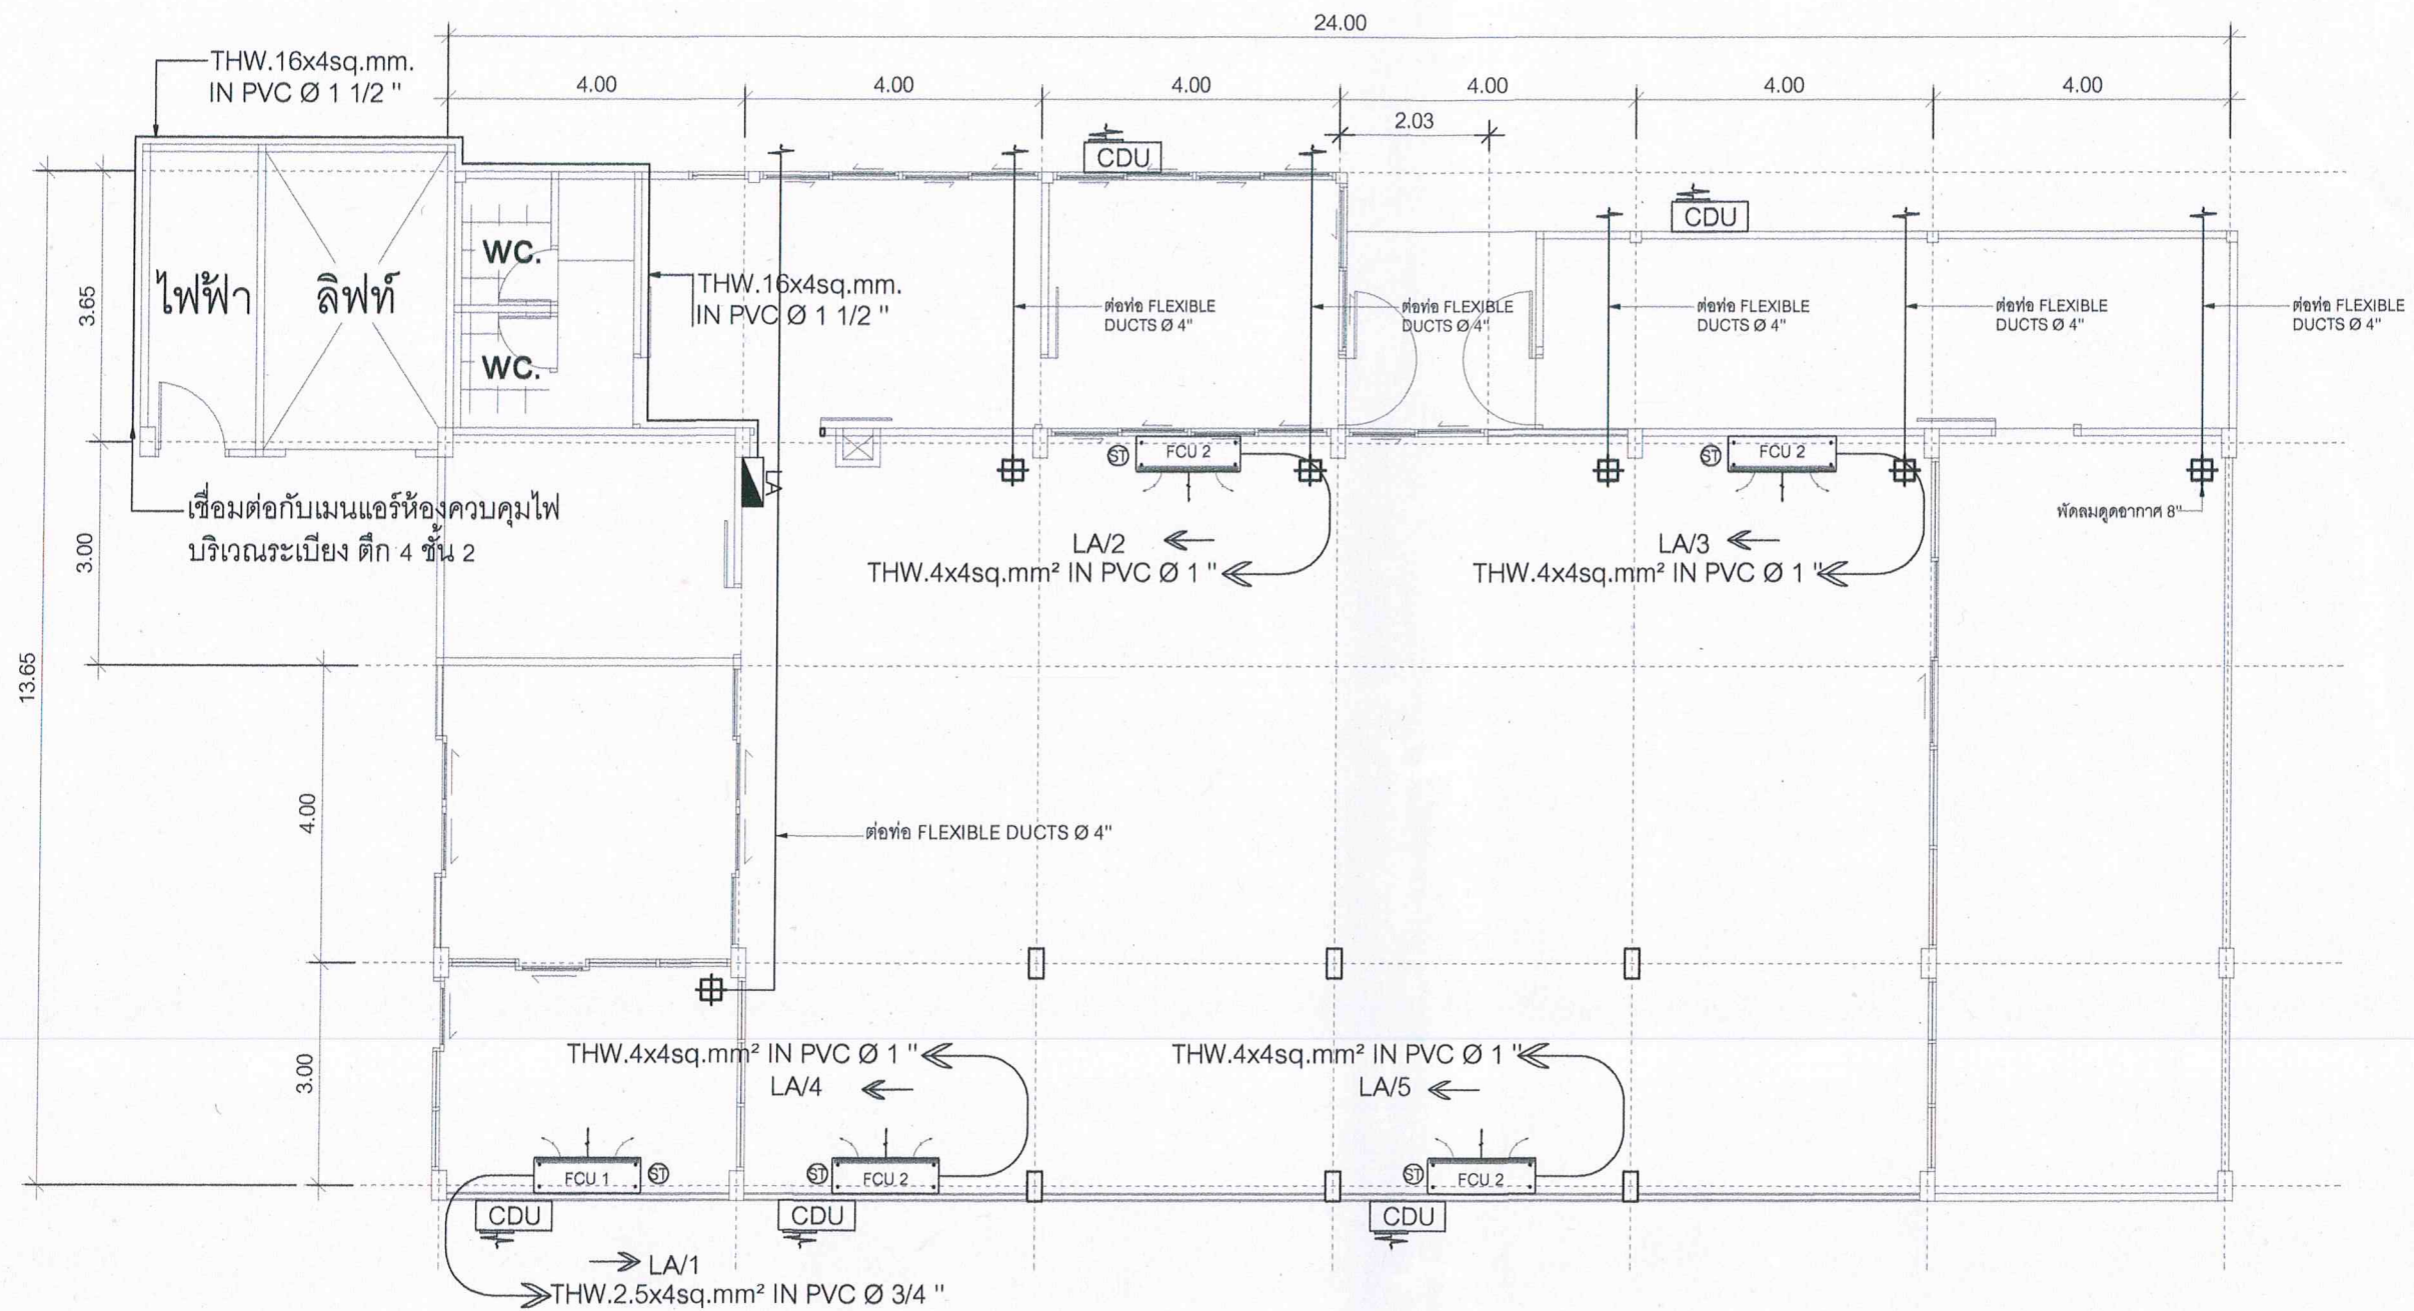 24.00
4.00
4.00
4.00
4.00
4.00
4.00
2.03
THW.16x4sq.mm.
IN PVC Ø 1 1/2 "
CDU
CDU
ไฟฟ้า
ลิฟท์
WC.
WC.
THW.16x4sq.mm.
IN PVC Ø 1 1/2 "
ต่อท่อ FLEXIBLE
DUCTS Ø 4"
ต่อท่อ FLEXIBLE
DUCTS Ø 4"
ต่อท่อ FLEXIBLE
DUCTS Ø 4"
ต่อท่อ FLEXIBLE
DUCTS Ø 4"
ต่อท่อ FLEXIBLE
DUCTS Ø 4"
3.65
3.00
13.65
4.00
3.00
ST
FCU 2
ST
FCU 2
LA
พัดลมดูดอากาศ 8"
เชื่อมต่อกับเมนแอร์ห้องควบคุมไฟ
บริเวณระเบียง ตึก 4 ชั้น 2
LA/2
THW.4x4sq.mm² IN PVC Ø 1 "
LA/3
THW.4x4sq.mm² IN PVC Ø 1 "
ต่อท่อ FLEXIBLE DUCTS Ø 4"
THW.4x4sq.mm² IN PVC Ø 1 "
LA/4
THW.4x4sq.mm² IN PVC Ø 1 "
LA/5
FCU 1
ST
ST
FCU 2
ST
FCU 2
CDU
CDU
CDU
LA/1
THW.2.5x4sq.mm² IN PVC Ø 3/4 "